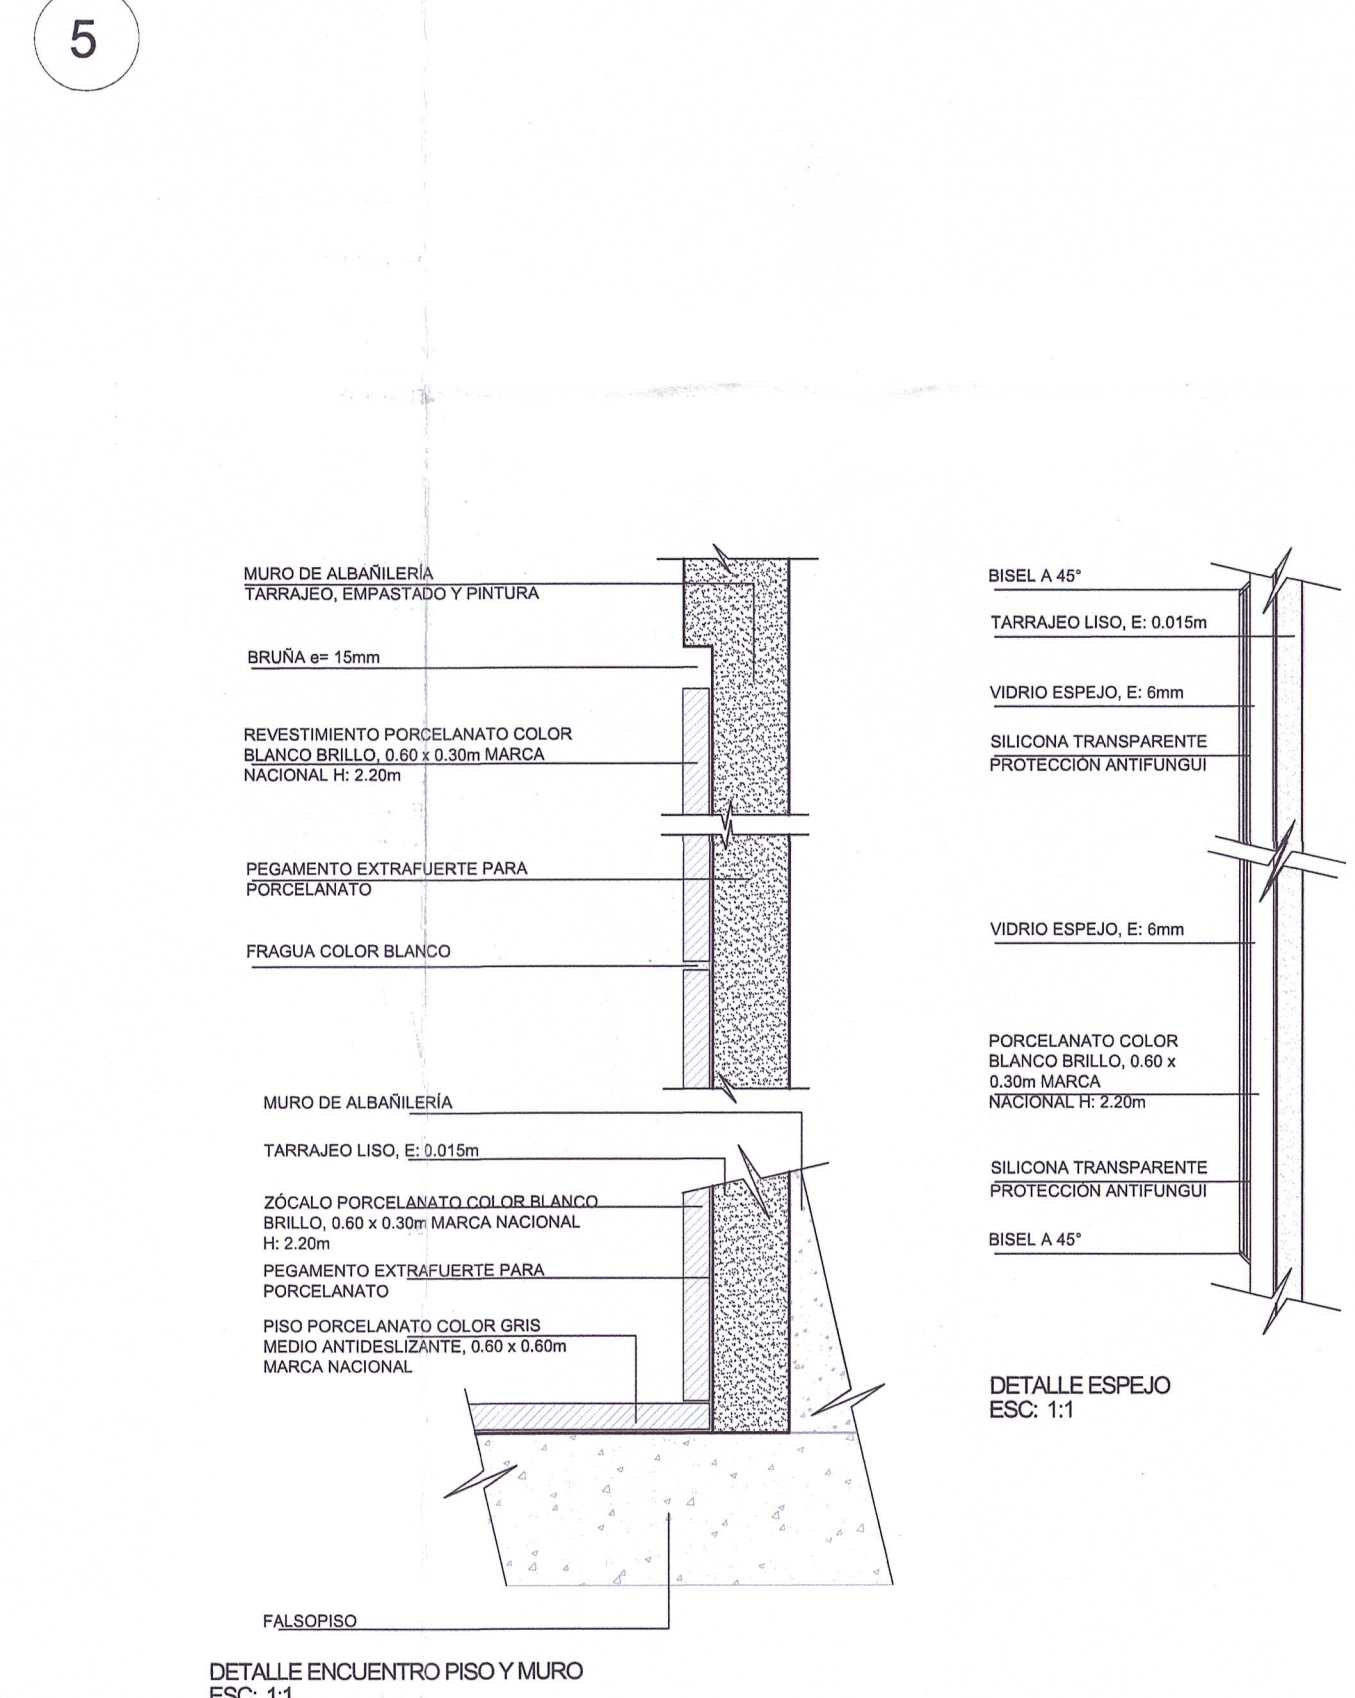 5
MURO DE ALBAÑILERÍA
TARRAJEO, EMPASTADO Y PINTURA
BRUÑA e= 15mm
REVESTIMIENTO PORCELANATO COLOR
BLANCO BRILLO, 0.60 x 0.30m MARCA
NACIONAL H: 2.20m
PEGAMENTO EXTRAFUERTE PARA
PORCELANATO
FRAGUA COLOR BLANCO
MURO DE ALBAÑILERÍA
TARRAJEO LISO, E: 0.015m
ZÓCALO PORCELANATO COLOR BLANCO
BRILLO, 0.60 x 0.30m MARCA NACIONAL
H: 2.20m
PEGAMENTO EXTRAFUERTE PARA
PORCELANATO
PISO PORCELANATO COLOR GRIS
MEDIO ANTIDESLIZANTE, 0.60 x 0.60m
MARCA NACIONAL
FALSOPISO
DETALLE ENCUENTRO PISO Y MURO
ESC: 1:1
BISEL A 45°
TARRAJEO LISO, E: 0.015m
VIDRIO ESPEJO, E: 6mm
SILICONA TRANSPARENTE
PROTECCIÓN ANTIFUNGUI
VIDRIO ESPEJO, E: 6mm
PORCELANATO COLOR
BLANCO BRILLO, 0.60 x
0.30m MARCA
NACIONAL H: 2.20m
SILICONA TRANSPARENTE
PROTECCIÓN ANTIFUNGUI
BISEL A 45°
DETALLE ESPEJO
ESC: 1:1